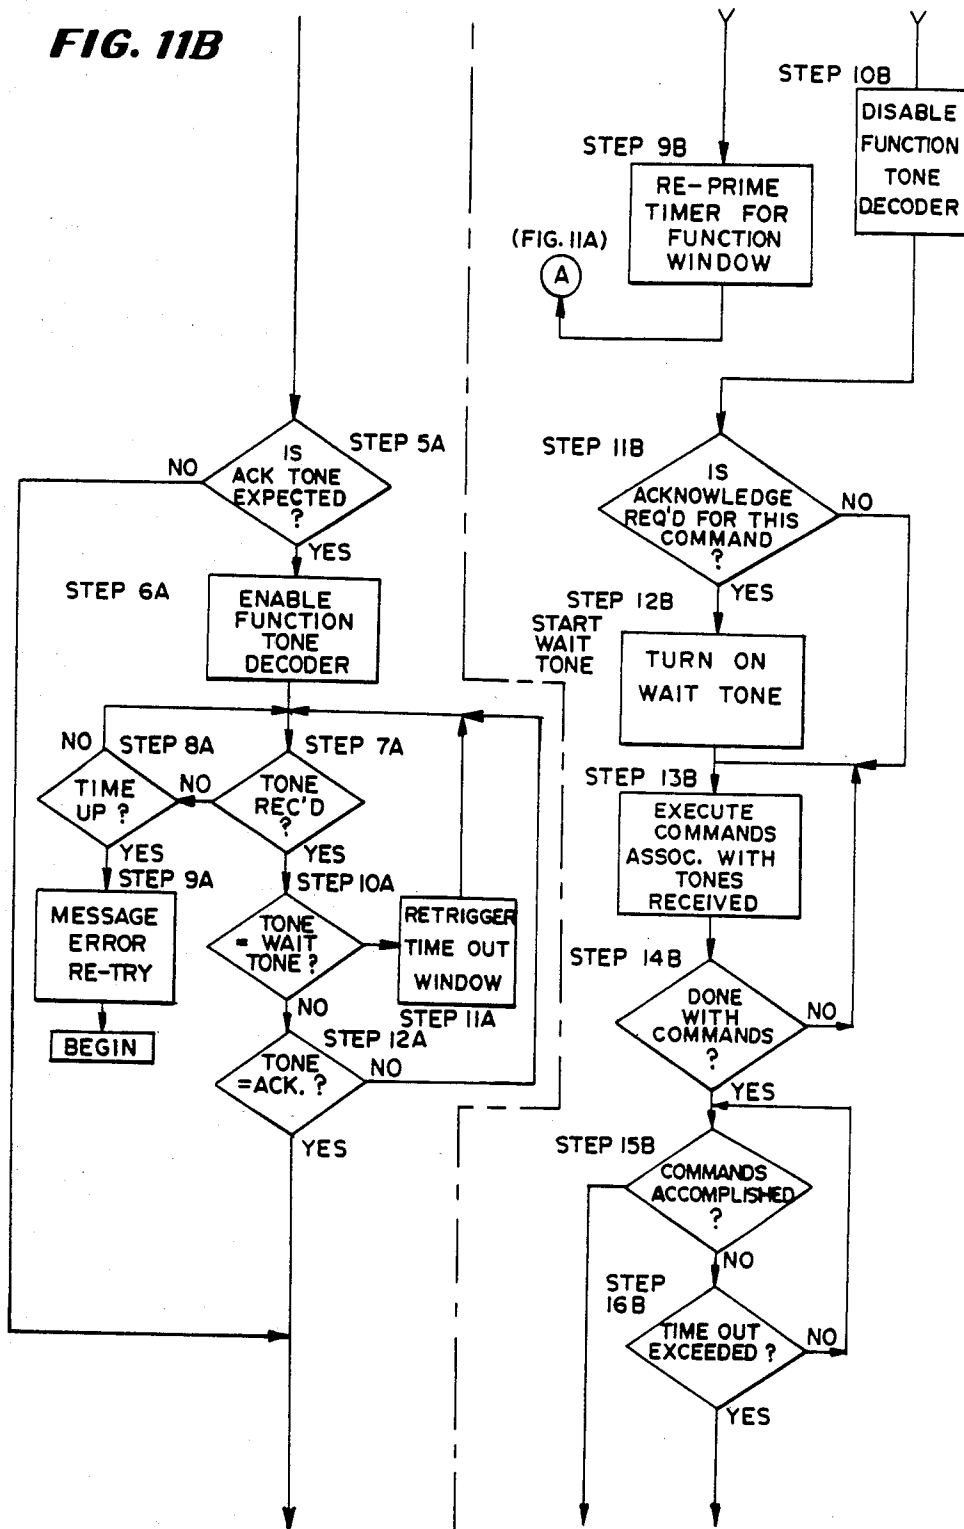 FIG. 11B
STEP 5A
IS
ACK TONE
EXPECTED
?
NO
YES
STEP 6A
ENABLE
FUNCTION
TONE
DECODER
NO
STEP 8A
TIME
UP ?
NO
YES
STEP 7A
TONE
REC'D
?
YES
STEP 9A
MESSAGE
ERROR
RE-TRY
BEGIN
STEP 10A
TONE
= WAIT
TONE ?
NO
RETRIGGER
TIME OUT
WINDOW
STEP 11A
STEP 12A
TONE
=ACK. ?
NO
YES
STEP 9B
RE-PRIME
TIMER FOR
FUNCTION
WINDOW
(FIG. 11A)
A
STEP 10B
DISABLE
FUNCTION
TONE
DECODER
STEP 11B
IS
ACKNOWLEDGE
REQ'D FOR THIS
COMMAND
?
NO
YES
STEP 12B
START
WAIT
TONE
TURN ON
WAIT TONE
STEP 13B
EXECUTE
COMMANDS
ASSOC. WITH
TONES
RECEIVED
STEP 14B
DONE
WITH
COMMANDS
?
NO
YES
STEP 15B
COMMANDS
ACCOMPLISHED
?
NO
STEP
16B
TIME OUT
EXCEEDED ?
NO
YES